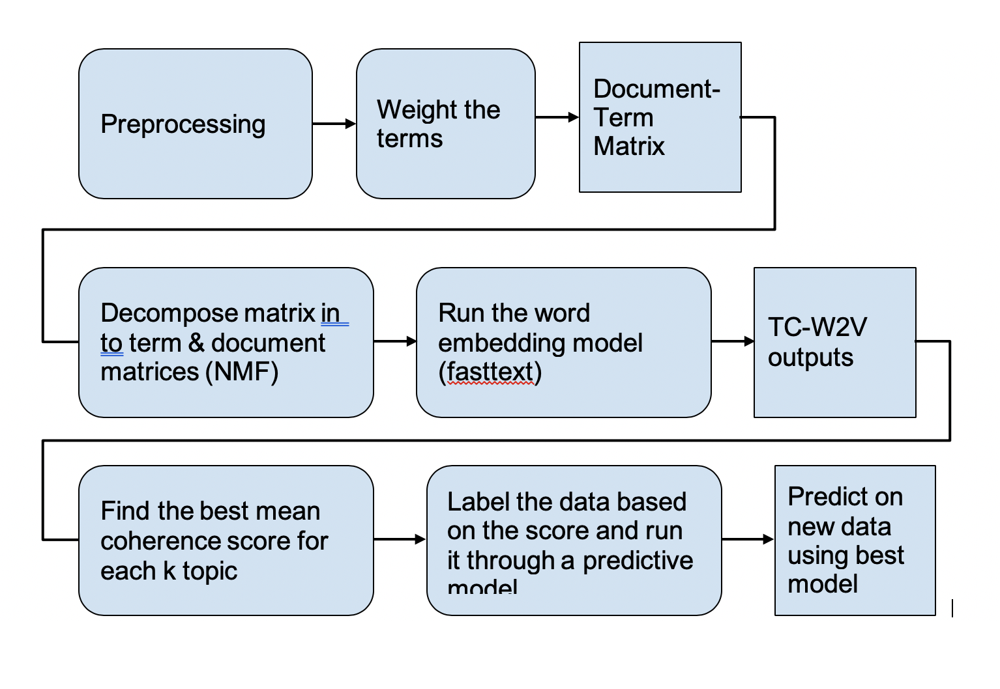 Preprocessing
Weight the
terms
Document-
Term
Matrix
Decompose matrix in
to term & document
matrices (NMF)
Run the word
embedding model
(fasttext)
TC-W2V
outputs
Find the best mean
coherence score for
each k topic
Label the data based
on the score and run
it through a predictive
model
Predict on
new data
using best
model